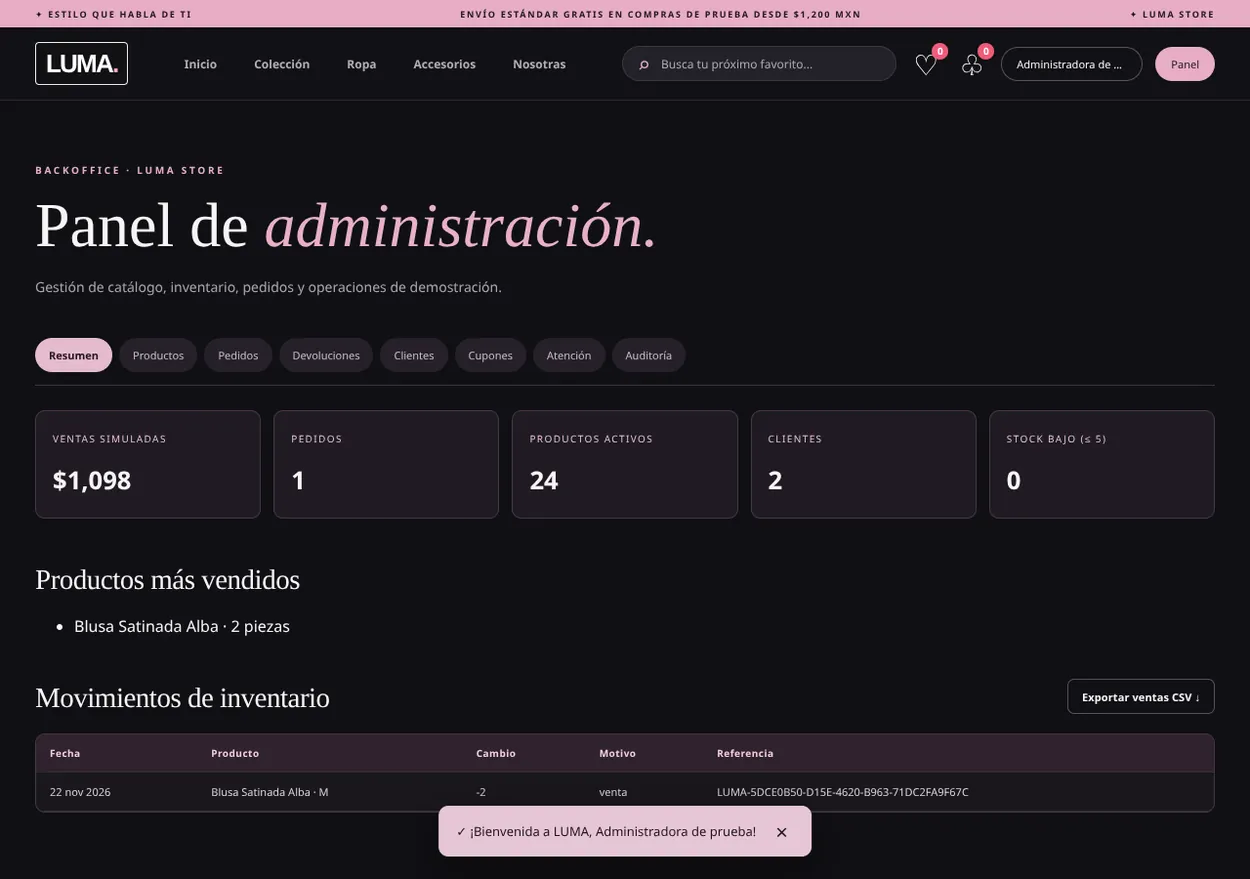 ✦ ESTILO QUE HABLA DE TI
ENVÍO ESTÁNDAR GRATIS EN COMPRAS DE PRUEBA DESDE $1,200 MXN
✦ LUMA STORE
LUMA.
Inicio
Colección
Ropa
Accesorios
Nosotras
Busca tu próximo favorito...
0
0
Administradora de ...
Panel
BACKOFFICE · LUMA STORE
Panel de administración.
Gestión de catálogo, inventario, pedidos y operaciones de demostración.
Resumen
Productos
Pedidos
Devoluciones
Clientes
Cupones
Atención
Auditoría
VENTAS SIMULADAS
$1,098
PEDIDOS
1
PRODUCTOS ACTIVOS
24
CLIENTES
2
STOCK BAJO (≤ 5)
0
Productos más vendidos
• Blusa Satinada Alba · 2 piezas
Movimientos de inventario
Exportar ventas CSV ↓
Fecha Producto Cambio Motivo Referencia
22 nov 2026 Blusa Satinada Alba · M -2 venta LUMA-5DCE0B50-D15E-4620-B963-71DC2FA9F67C
✓ ¡Bienvenida a LUMA, Administradora de prueba! ✕